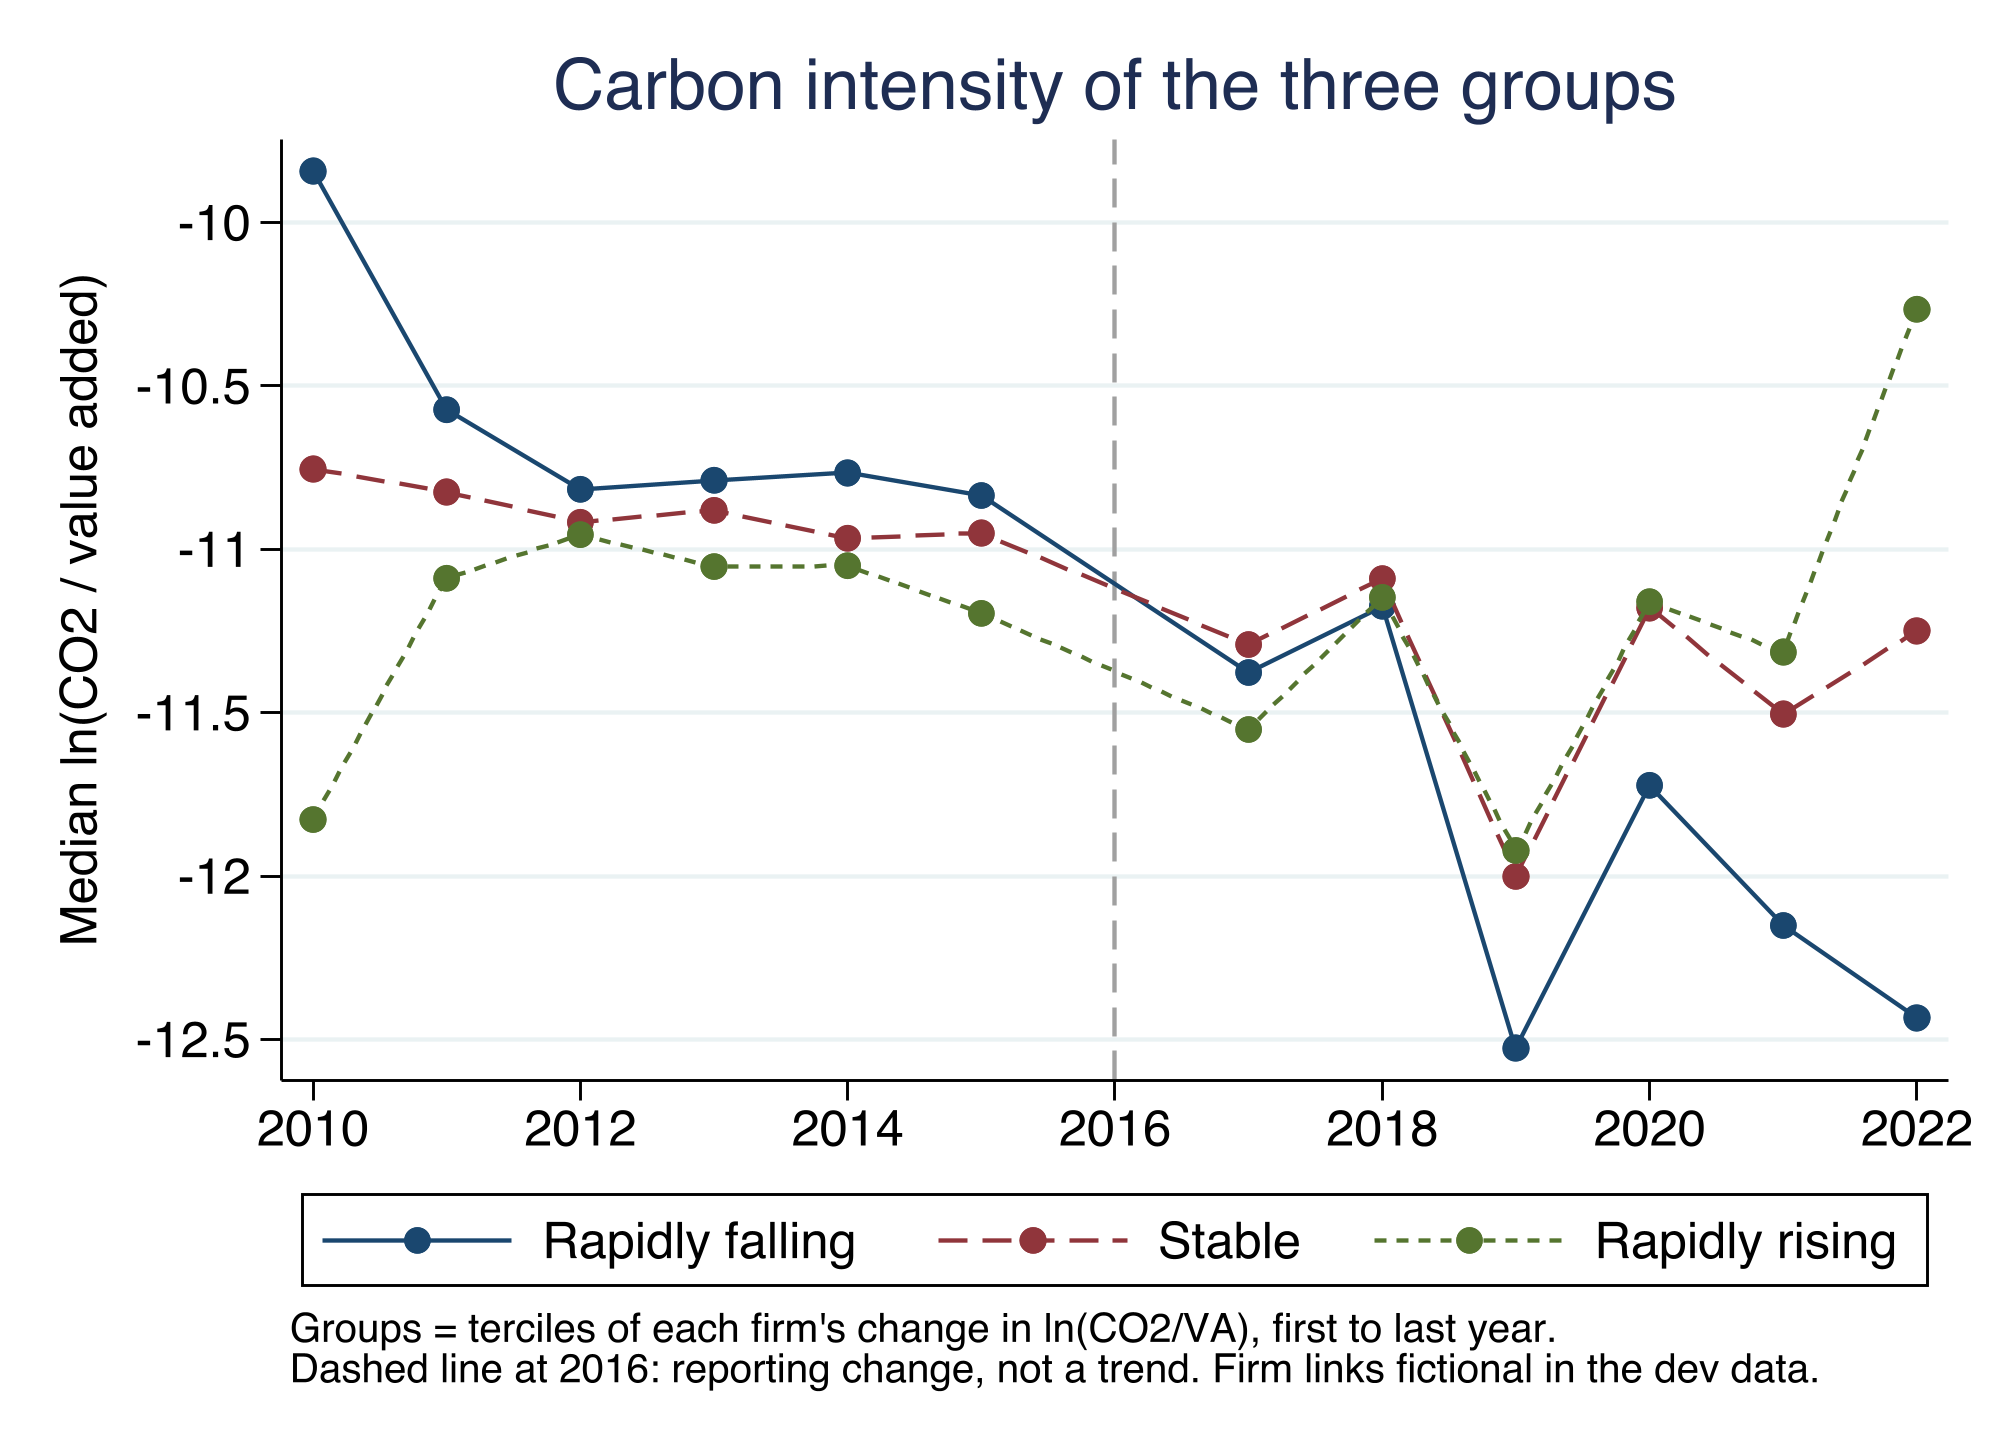 Carbon intensity of the three groups
Median ln(CO2 / value added)
-10
-10.5
-11
-11.5
-12
-12.5
2010 2012 2014 2016 2018 2020 2022
Rapidly falling Stable Rapidly rising
Groups = terciles of each firm's change in ln(CO2/VA), first to last year.
Dashed line at 2016: reporting change, not a trend. Firm links fictional in the dev data.